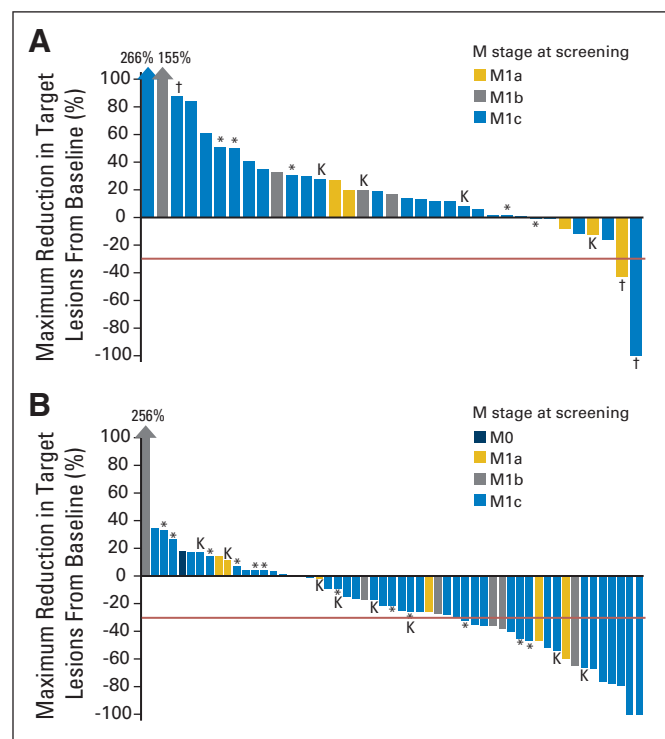 A
M stage at screening
M1a
M1b
M1c
266% 155%
Maximum Reduction in Target
Lesions From Baseline (%)
100
80
60
40
20
0
-20
-40
-60
-80
-100
†
*
*
*
K
K
K
*
*
K
†
†
B
M stage at screening
M0
M1a
M1b
M1c
256%
Maximum Reduction in Target
Lesions From Baseline (%)
100
80
60
40
20
0
-20
-40
-60
-80
-100
*
*
K
*
K
*
**
K
*
K
K
*
*
K
*
*
*
K
K